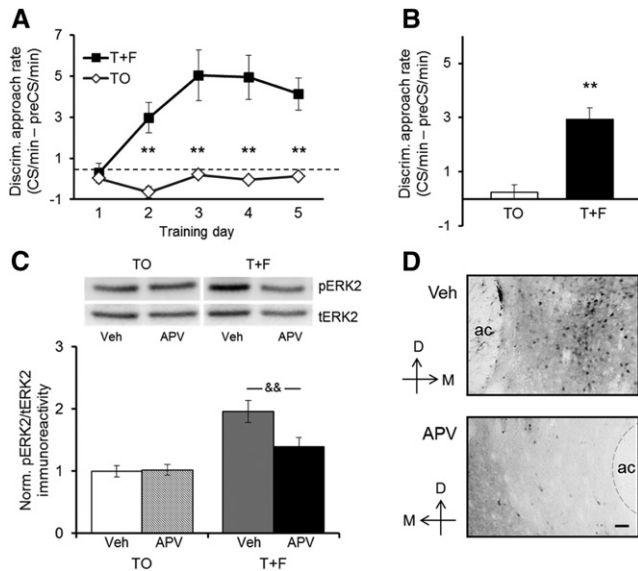 A
Discrim. approach rate
(CS/min – preCS/min)
7
5
3
1
-1
T+F
TO
** ** ** **
1 2 3 4 5
Training day
B
Discrim. approach rate
(CS/min – preCS/min)
5
3
1
-1
**
TO T+F
C
TO T+F
pERK2
tERK2
Veh APV Veh APV
Norm. pERK2/tERK2
immunoreactivity
3
2
1
0
&&
Veh APV Veh APV
TO T+F
D
Veh
ac
D
M
APV
ac
D
M